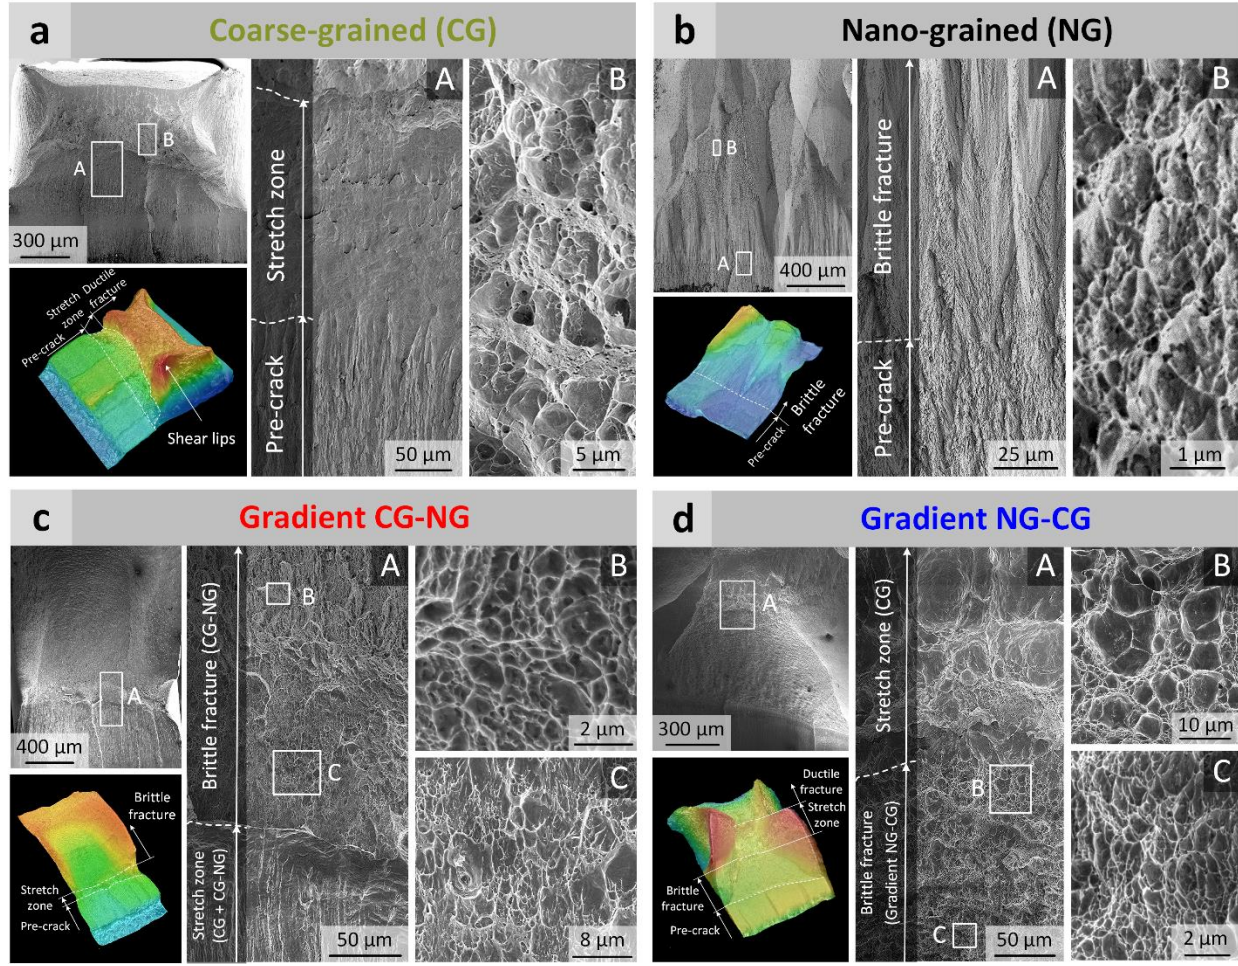 a
Coarse-grained (CG)
A
B
300 µm
A
Stretch zone
Pre-crack
50 µm
B
5 µm
Pre-crack
Stretch zone
Ductile fracture
Shear lips
b
Nano-grained (NG)
B
A
400 µm
A
Brittle fracture
Pre-crack
25 µm
B
1 µm
Pre-crack
Brittle
fracture
c
Gradient CG-NG
A
400 µm
A
B
C
Brittle fracture (CG-NG)
Stretch zone
(CG + CG-NG)
50 µm
B
2 µm
C
8 µm
Brittle
fracture
Stretch
zone
Pre-crack
d
Gradient NG-CG
A
300 µm
A
B
C
Stretch zone (CG)
Brittle fracture
(Gradient NG-CG)
50 µm
B
10 µm
C
2 µm
Ductile
fracture
Stretch
zone
Brittle
fracture
Pre-crack